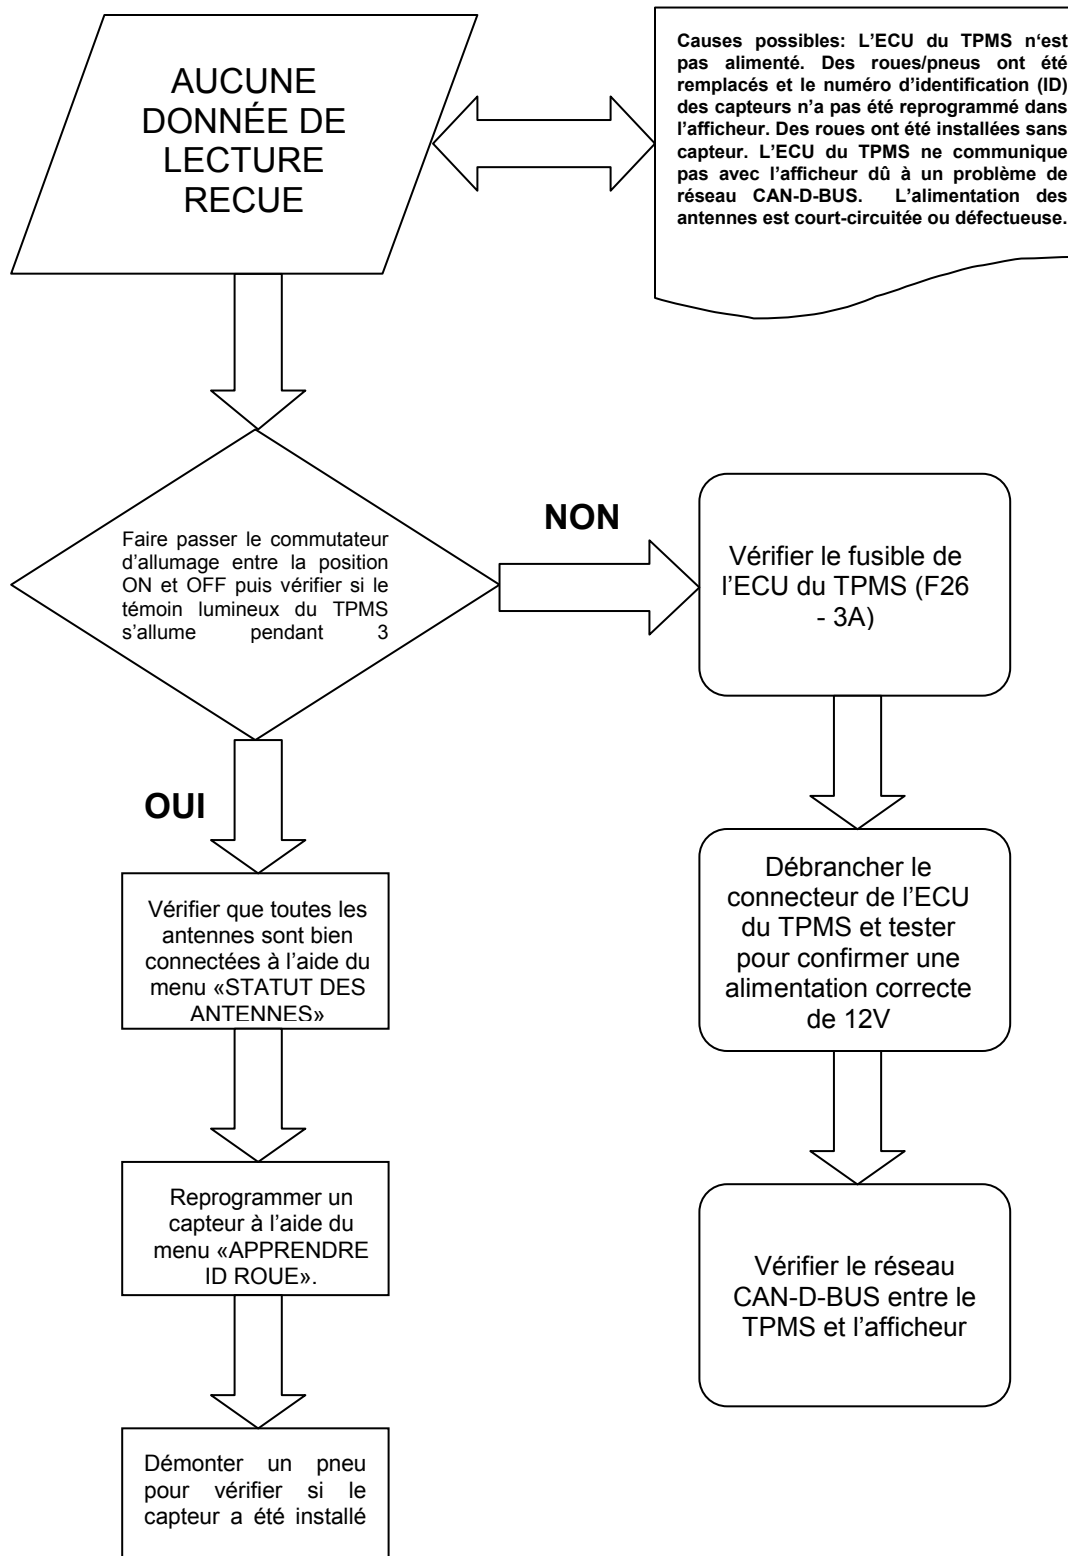 AUCUNE
DONNÉE DE
LECTURE
RECUE
Causes possibles: L’ECU du TPMS n‘est
pas alimenté. Des roues/pneus ont été
remplacés et le numéro d’identification (ID)
des capteurs n’a pas été reprogrammé dans
l’afficheur. Des roues ont été installées sans
capteur. L’ECU du TPMS ne communique
pas avec l’afficheur dû à un problème de
réseau CAN-D-BUS. L’alimentation des
antennes est court-circuitée ou défectueuse.
Faire passer le commutateur
d’allumage entre la position
ON et OFF puis vérifier si le
témoin lumineux du TPMS
s’allume pendant 3
NON
Vérifier le fusible de
l’ECU du TPMS (F26
- 3A)
OUI
Vérifier que toutes les
antennes sont bien
connectées à l’aide du
menu «STATUT DES
ANTENNES»
Débrancher le
connecteur de l’ECU
du TPMS et tester
pour confirmer une
alimentation correcte
de 12V
Reprogrammer un
capteur à l’aide du
menu «APPRENDRE
ID ROUE».
Vérifier le réseau
CAN-D-BUS entre le
TPMS et l’afficheur
Démonter un pneu
pour vérifier si le
capteur a été installé